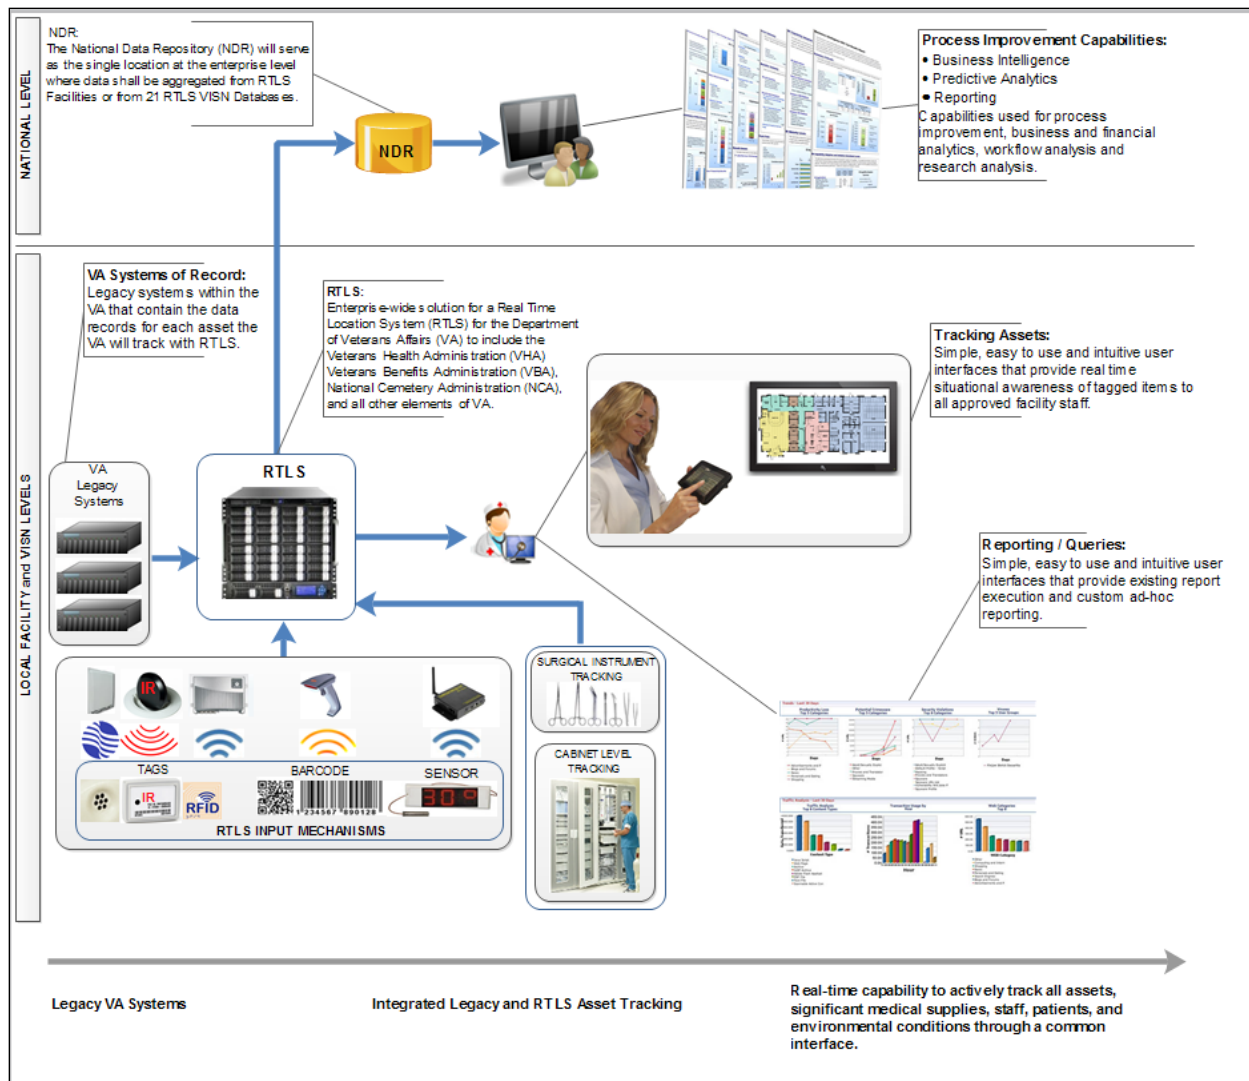 NATIONAL LEVEL
NDR:
The National Data Repository (NDR) will serve
as the single location at the enterprise level
where data shall be aggregated from RTLS
Facilities or from 21 RTLS VISN Databases.
NDR
Process Improvement Capabilities:
• Business Intelligence
• Predictive Analytics
• Reporting
Capabilities used for process
improvement, business and financial
analytics, workflow analysis and
research analysis.
LOCAL FACILITY and VISN LEVELS
VA Systems of Record:
Legacy systems within the
VA that contain the data
records for each asset the
VA will track with RTLS.
RTLS:
Enterprise-wide solution for a Real Time
Location System (RTLS) for the Department
of Veterans Affairs (VA) to include the
Veterans Health Administration (VHA)
Veterans Benefits Administration (VBA),
National Cemetery Administration (NCA),
and all other elements of VA.
Tracking Assets:
Simple, easy to use and intuitive user
interfaces that provide real time
situational awareness of tagged items to
all approved facility staff.
VA
Legacy
Systems
RTLS
Reporting / Queries:
Simple, easy to use and intuitive user
interfaces that provide existing report
execution and custom ad-hoc
reporting.
IR
SURGICAL INSTRUMENT
TRACKING
CABINET LEVEL
TRACKING
TAGS
BARCODE
SENSOR
IR
RFiD
1 234567 890128
30°
RTLS INPUT MECHANISMS
Legacy VA Systems
Integrated Legacy and RTLS Asset Tracking
Real-time capability to actively track all assets,
significant medical supplies, staff, patients, and
environmental conditions through a common
interface.